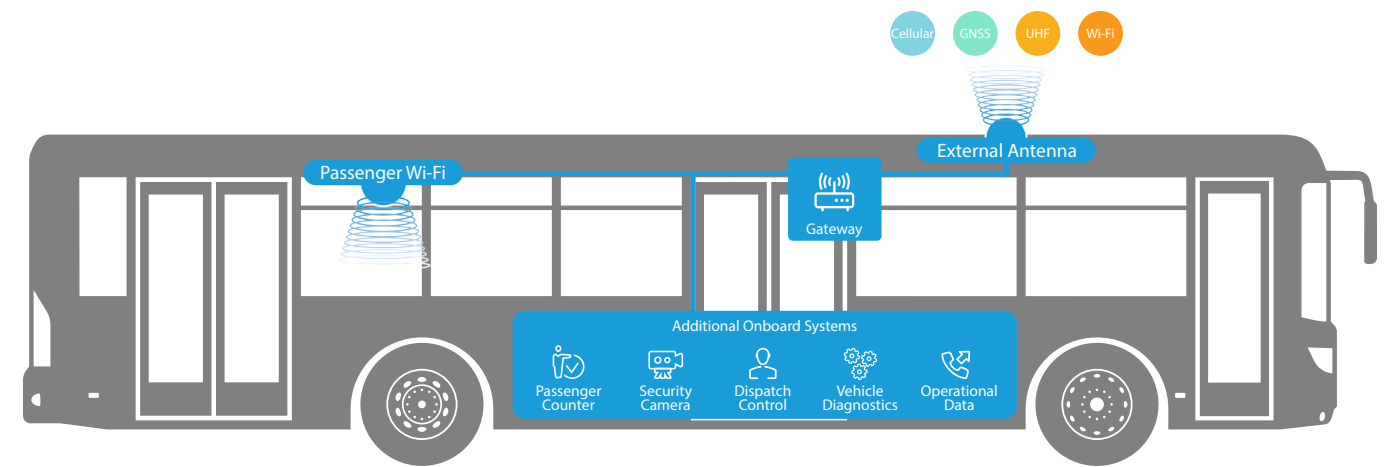 Cellular
GNSS
UHF
Wi-Fi
External Antenna
Passenger Wi-Fi
Gateway
Additional Onboard Systems
Passenger
Counter
Security
Camera
Dispatch
Control
Vehicle
Diagnostics
Operational
Data